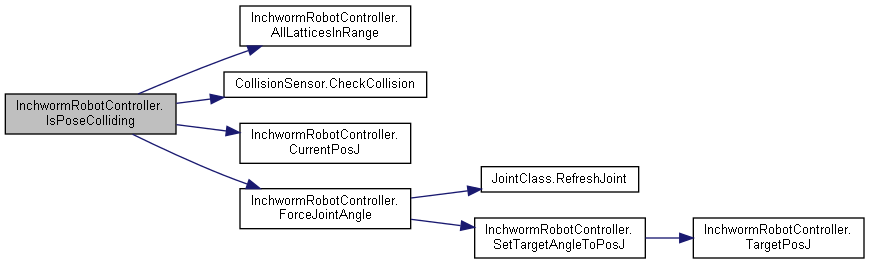 InchwormRobotController.
AllLatticesInRange
CollisionSensor.CheckCollision
InchwormRobotController.
IsPoseColliding
InchwormRobotController.
CurrentPosJ
InchwormRobotController.
ForceJointAngle
JointClass.RefreshJoint
InchwormRobotController.
SetTargetAngleToPosJ
InchwormRobotController.
TargetPosJ